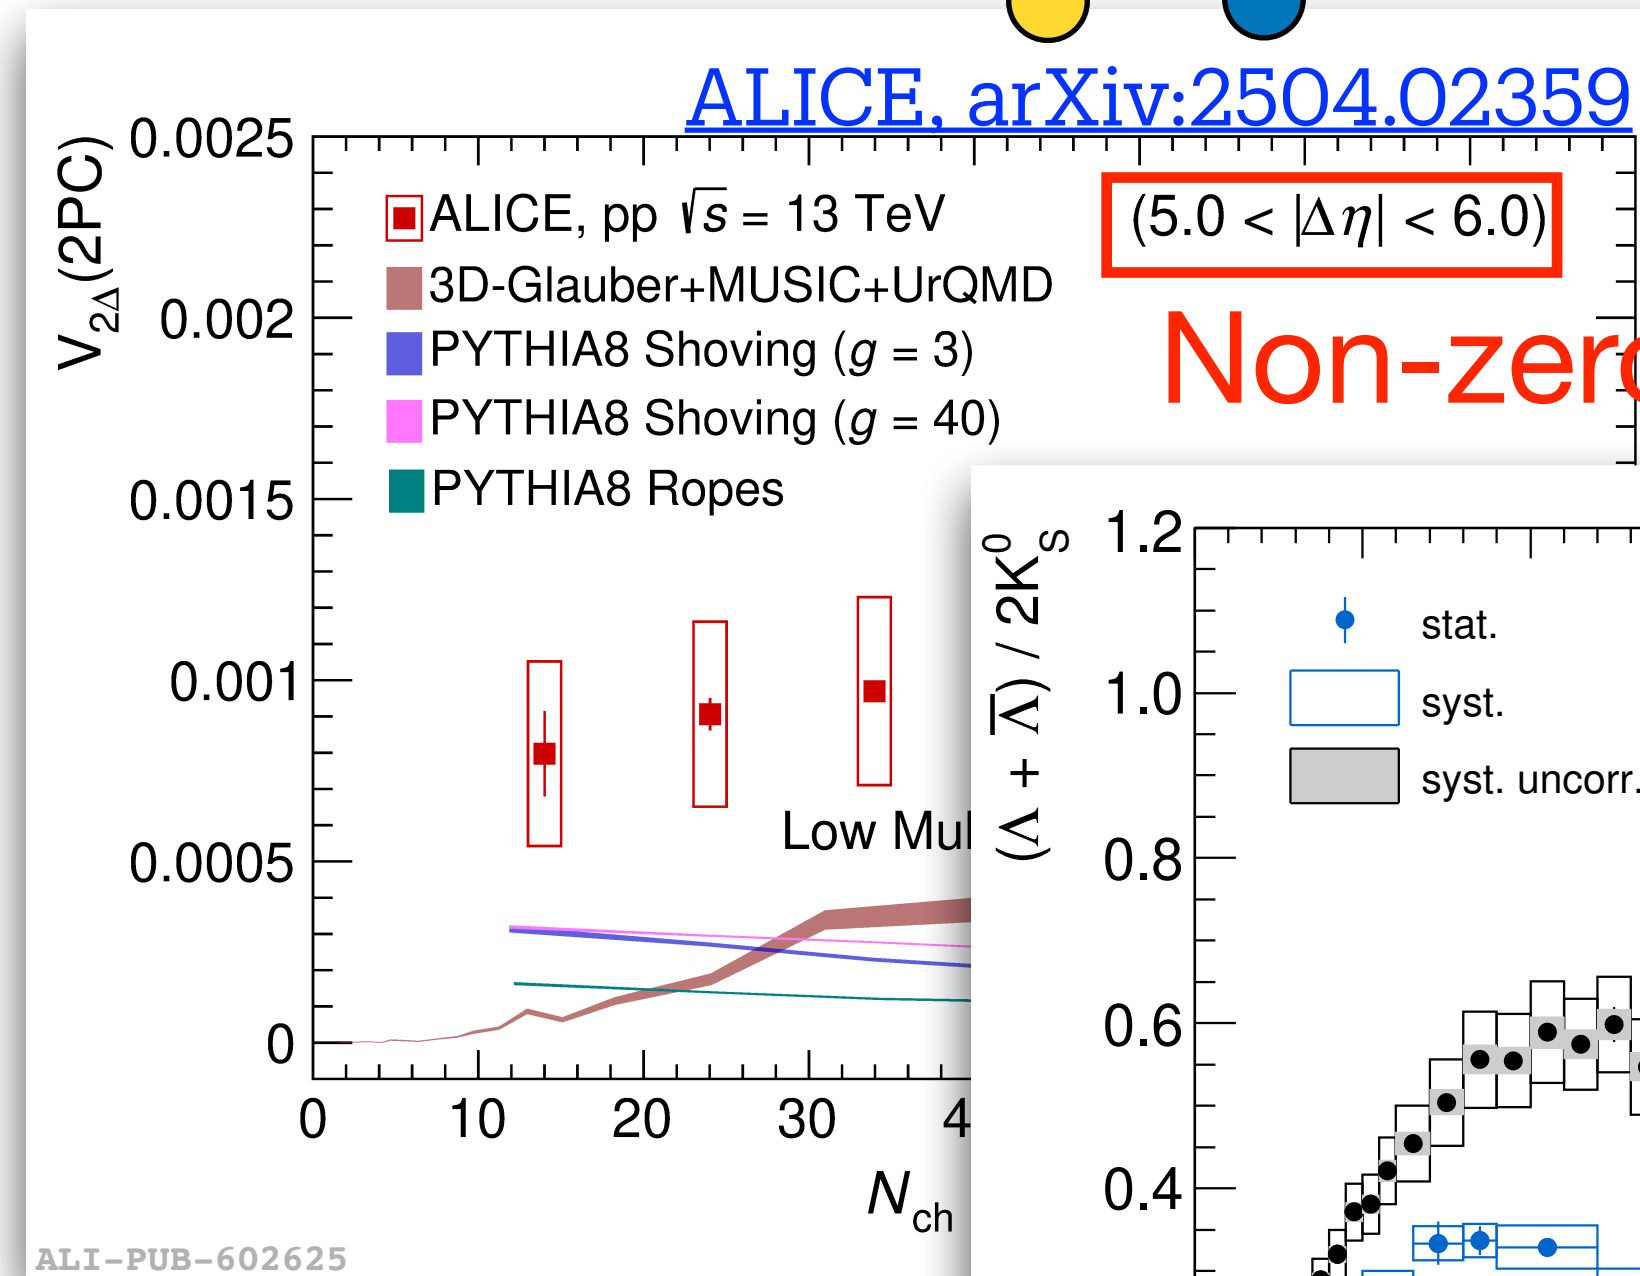 ALICE, arXiv:2504.02359
V2Δ(2PC)
0.0025
0.002
0.0015
0.001
0.0005
0
ALICE, pp √s = 13 TeV
3D-Glauber+MUSIC+UrQMD
PYTHIA8 Shoving (g = 3)
PYTHIA8 Shoving (g = 40)
PYTHIA8 Ropes
(5.0 < |Δη| < 6.0)
Non-zero
Low Mul
0 10 20 30 4
Nch
ALI-PUB-602625
(Λ + Λ̅) / 2K⁰S
1.2
1.0
0.8
0.6
0.4
stat.
syst.
syst. uncorr.